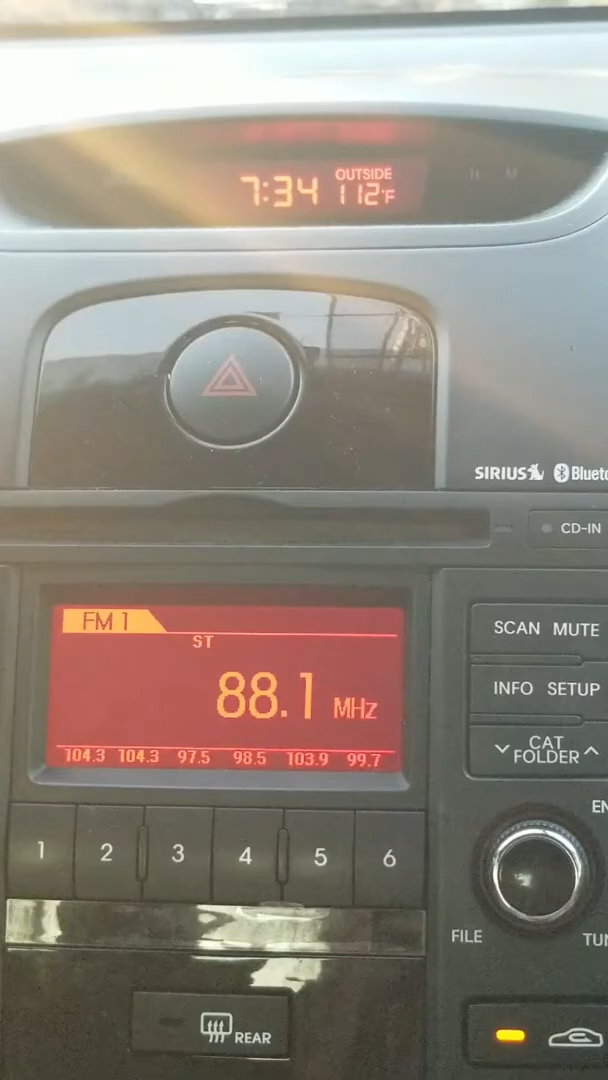 OUTSIDE
7:34 112°F
SIRIUS
CD-IN
FM 1
ST
88.1 MHz
104.3 104.3 97.5 98.5 103.9 99.7
SCAN MUTE
INFO SETUP
CAT
FOLDER
1 2 3 4 5 6
FILE
REAR